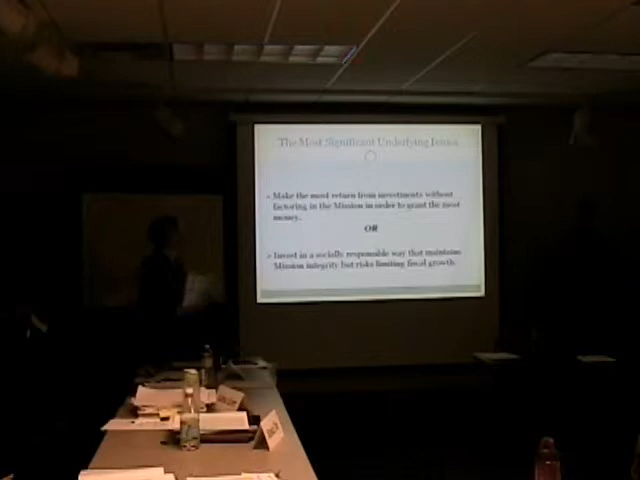 The Most Significant Underlying Issues
Make the most return from investments without
factoring in the Mission in order to grant the most
money.
OR
Invest in a socially responsible way that maintains
Mission integrity but risks limiting fiscal growth.